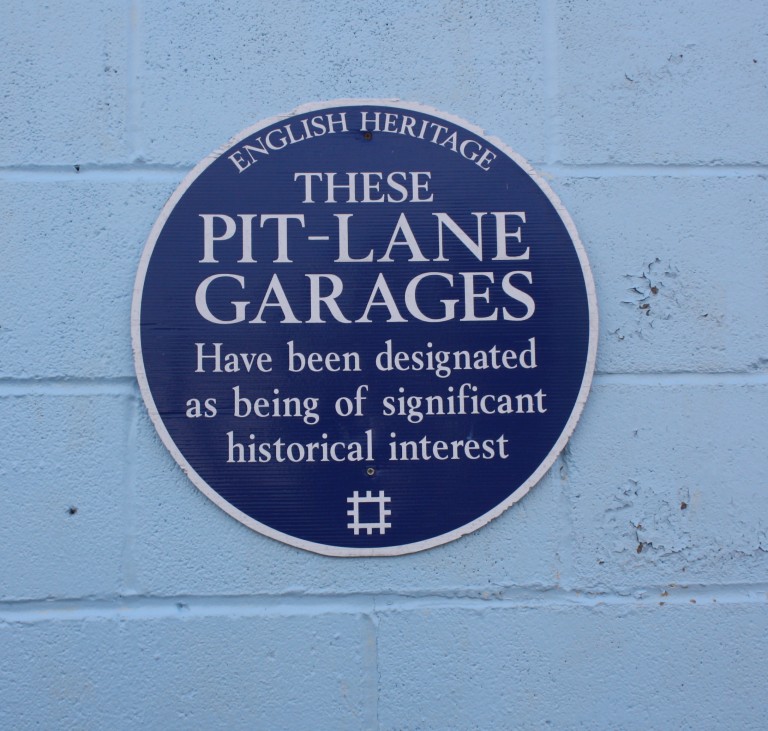 ENGLISH HERITAGE
THESE
PIT-LANE
GARAGES
Have been designated
as being of significant
historical interest